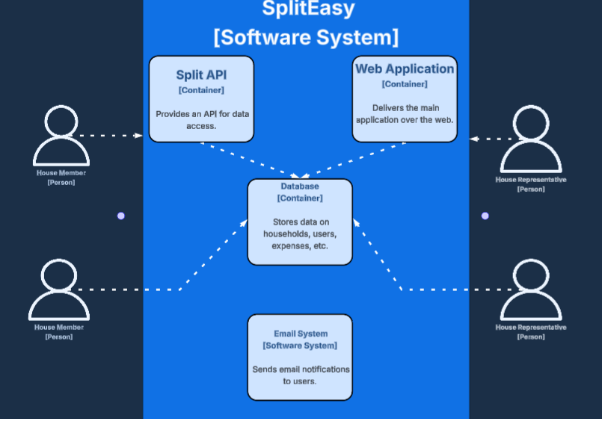 SplitEasy
[Software System]
Split API
[Container]
Provides an API for data
access.
Web Application
[Container]
Delivers the main
application over the web.
House Member
[Person]
House Representative
[Person]
Database
[Container]
Stores data on
households, users,
expenses, etc.
House Member
[Person]
House Representative
[Person]
Email System
[Software System]
Sends email notifications
to users.